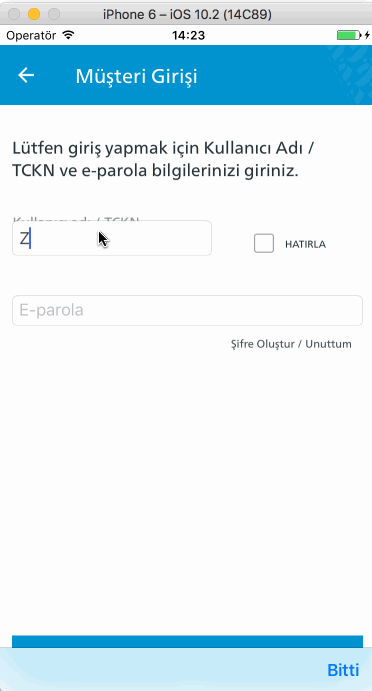 iPhone 6 – iOS 10.2 (14C89)
Operatör 14:23
Müşteri Girişi
Lütfen giriş yapmak için Kullanıcı Adı /
TCKN ve e-parola bilgilerinizi giriniz.
Kullanıcı adı / TCKN
Z
HATIRLA
E-parola
Şifre Oluştur / Unuttum
Bitti